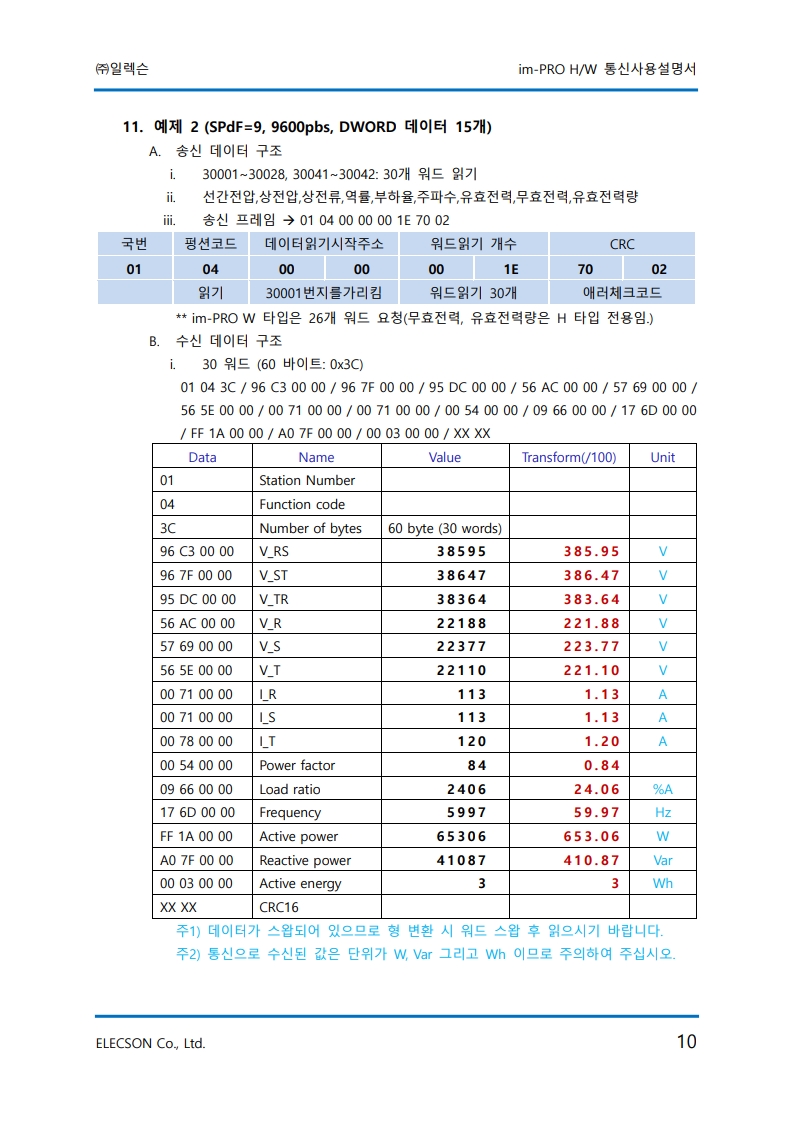 ㈜일렉슨 im-PRO H/W 통신사용설명서
11. 예제 2 (SPdF=9, 9600pbs, DWORD 데이터 15개)
A. 송신 데이터 구조
i. 30001~30028, 30041~30042: 30개 워드 읽기
ii. 선간전압,상전압,상전류,역률,부하율,주파수,유효전력,무효전력,유효전력량
iii. 송신 프레임 → 01 04 00 00 00 1E 70 02
국번 펑션코드 데이터읽기시작주소 워드읽기 개수 CRC
01 04 00 00 00 1E 70 02
읽기 30001번지를가리킴 워드읽기 30개 애러체크코드
** im-PRO W 타입은 26개 워드 요청(무효전력, 유효전력량은 H 타입 전용임.)
B. 수신 데이터 구조
i. 30 워드 (60 바이트: 0x3C)
01 04 3C / 96 C3 00 00 / 96 7F 00 00 / 95 DC 00 00 / 56 AC 00 00 / 57 69 00 00 /
56 5E 00 00 / 00 71 00 00 / 00 71 00 00 / 00 54 00 00 / 09 66 00 00 / 17 6D 00 00
/ FF 1A 00 00 / A0 7F 00 00 / 00 03 00 00 / XX XX
Data Name Value Transform(/100) Unit
01 Station Number
04 Function code
3C Number of bytes 60 byte (30 words)
96 C3 00 00 V_RS 38595 385.95 V
96 7F 00 00 V_ST 38647 386.47 V
95 DC 00 00 V_TR 38364 383.64 V
56 AC 00 00 V_R 22188 221.88 V
57 69 00 00 V_S 22377 223.77 V
56 5E 00 00 V_T 22110 221.10 V
00 71 00 00 I_R 113 1.13 A
00 71 00 00 I_S 113 1.13 A
00 78 00 00 I_T 120 1.20 A
00 54 00 00 Power factor 84 0.84
09 66 00 00 Load ratio 2406 24.06 %A
17 6D 00 00 Frequency 5997 59.97 Hz
FF 1A 00 00 Active power 65306 653.06 W
A0 7F 00 00 Reactive power 41087 410.87 Var
00 03 00 00 Active energy 3 3 Wh
XX XX CRC16
주1) 데이터가 스왑되어 있으므로 형 변환 시 워드 스왑 후 읽으시기 바랍니다.
주2) 통신으로 수신된 값은 단위가 W, Var 그리고 Wh 이므로 주의하여 주십시오.
ELECSON Co., Ltd. 10